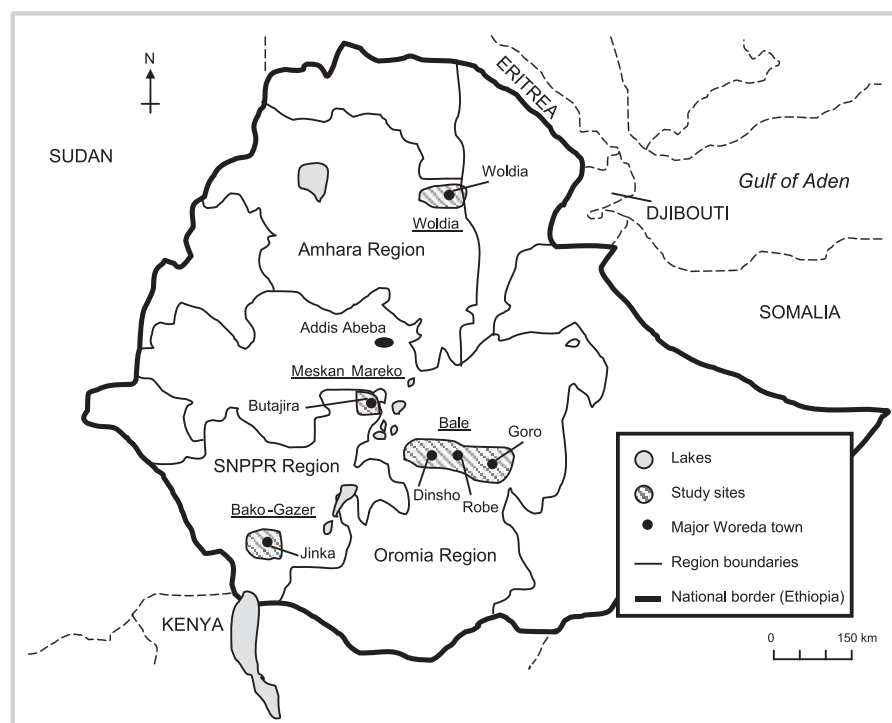 N
ERITREA
SUDAN
Woldia
Gulf of Aden
Woldia
DJIBOUTI
Amhara Region
SOMALIA
Addis Abeba
Meskan Mareko
Butajira
Bale
Goro
SNPPR Region
Dinsho
Robe
Bako-Gazer
Jinka
Oromia Region
KENYA
Lakes
Study sites
Major Woreda town
Region boundaries
National border (Ethiopia)
0 150 km